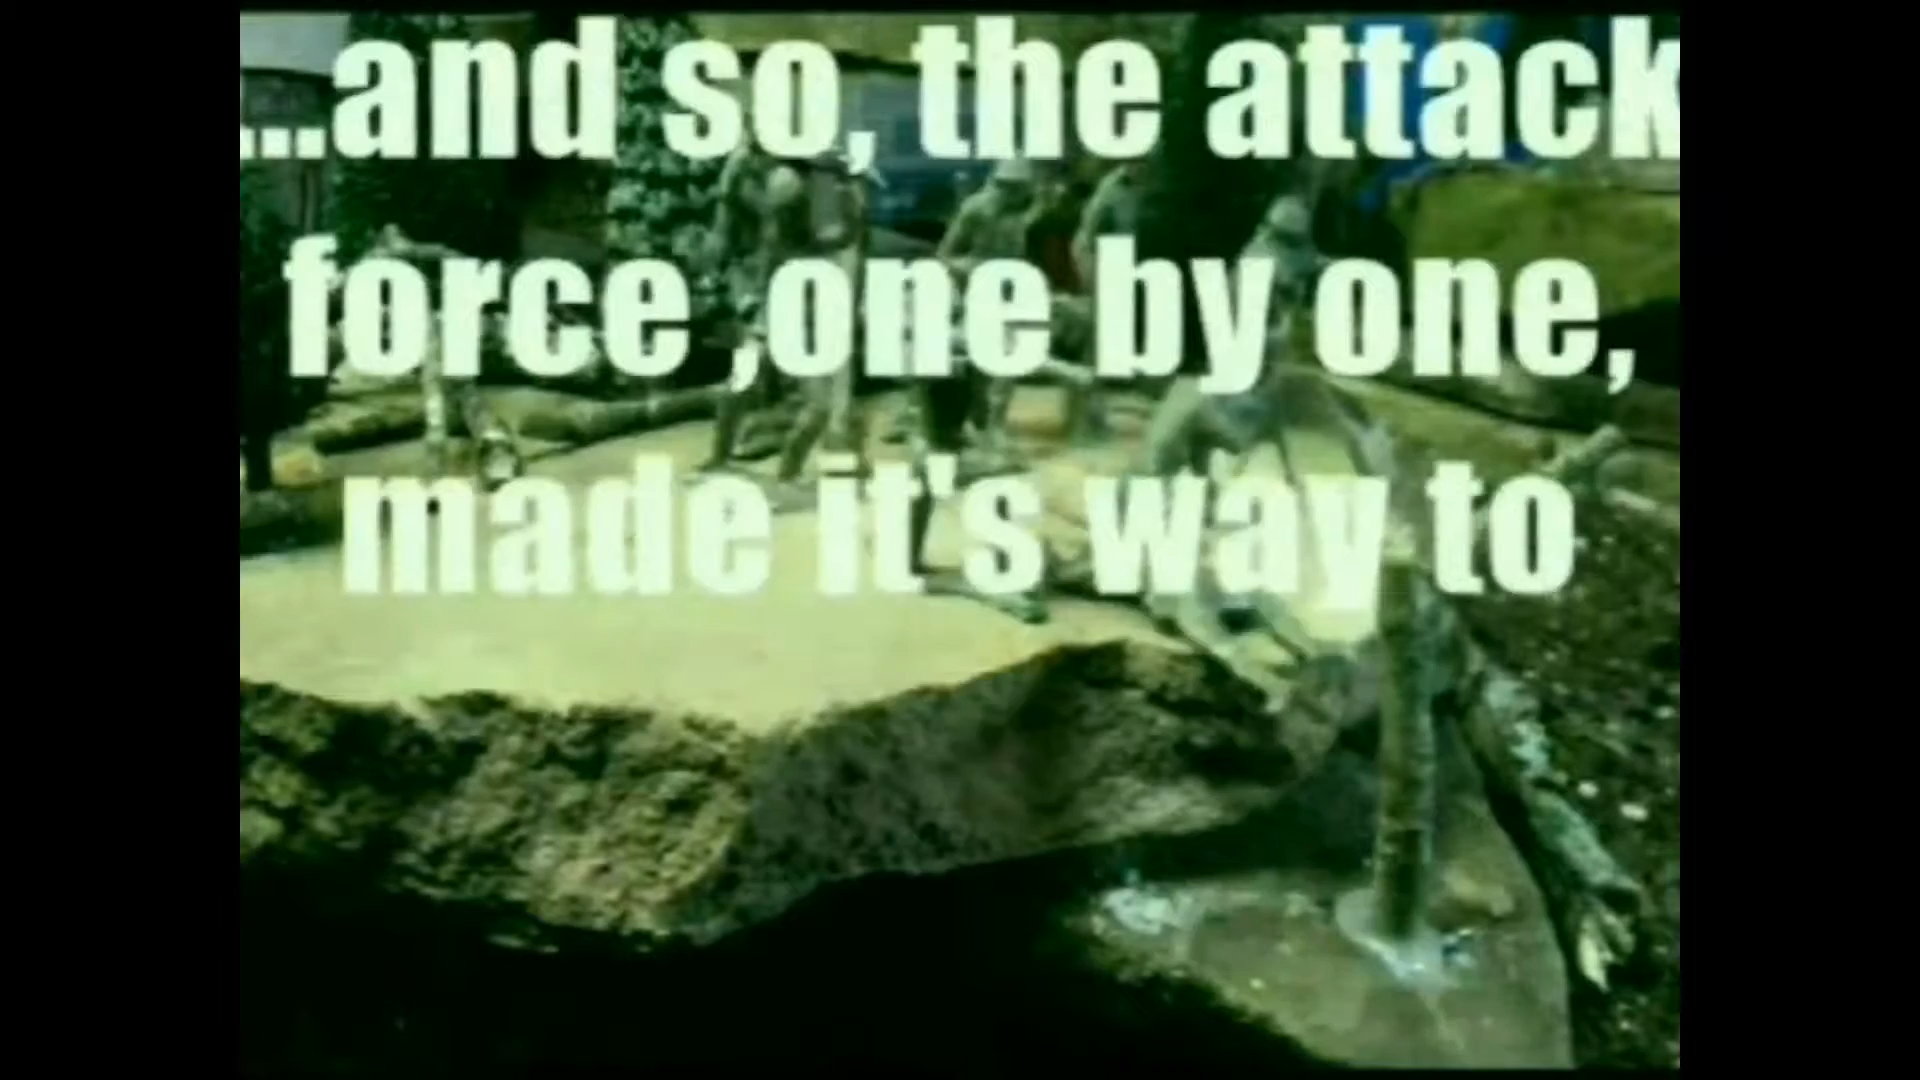 ...and so, the attack
force ,one by one,
made it's way to